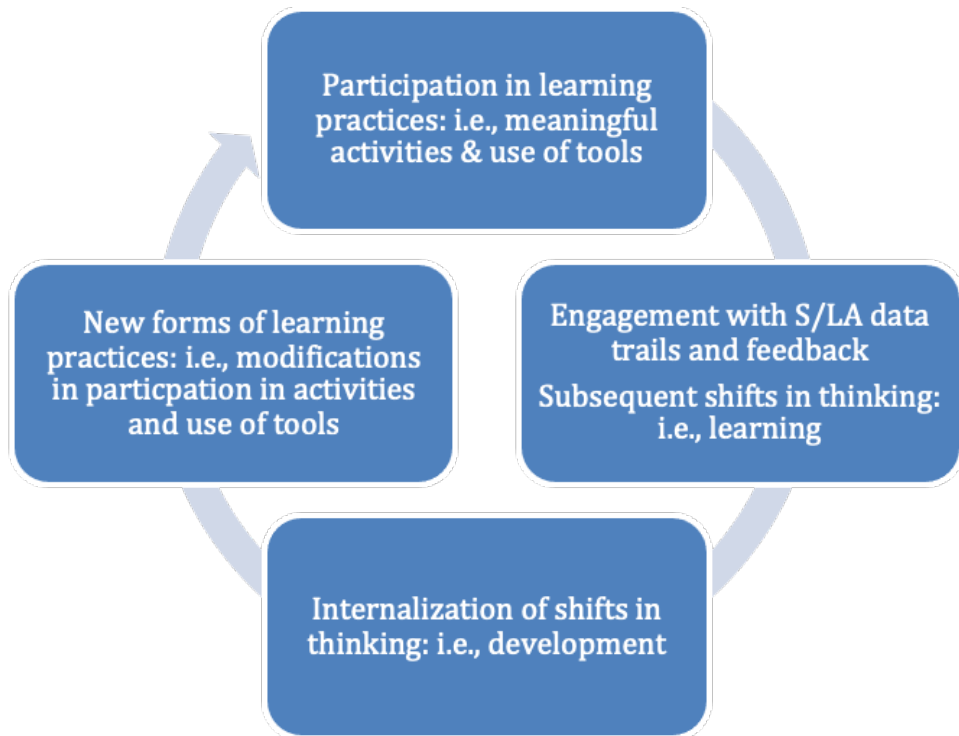 Participation in learning
practices: i.e., meaningful
activities & use of tools
Engagement with S/LA data
trails and feedback
Subsequent shifts in thinking:
i.e., learning
Internalization of shifts in
thinking: i.e., development
New forms of learning
practices: i.e., modifications
in particpation in activities
and use of tools